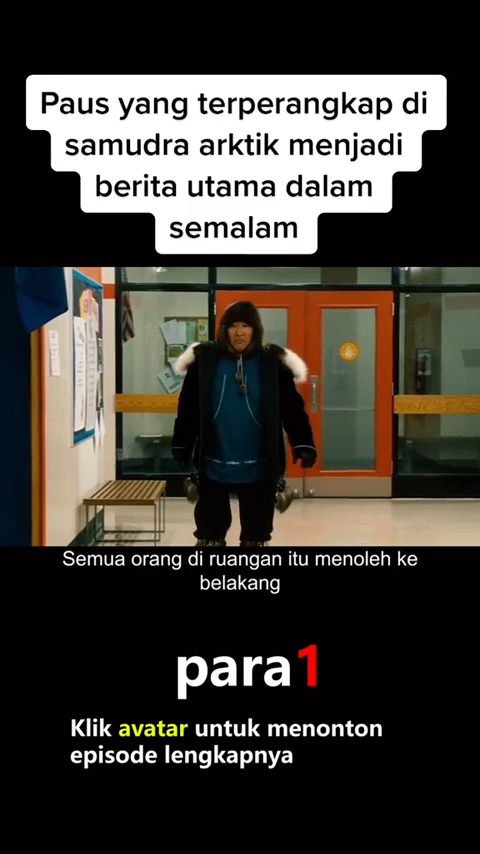 Paus yang terperangkap di
samudra arktik menjadi
berita utama dalam
semalam
Semua orang di ruangan itu menoleh ke
belakang
para1
Klik avatar untuk menonton
episode lengkapnya